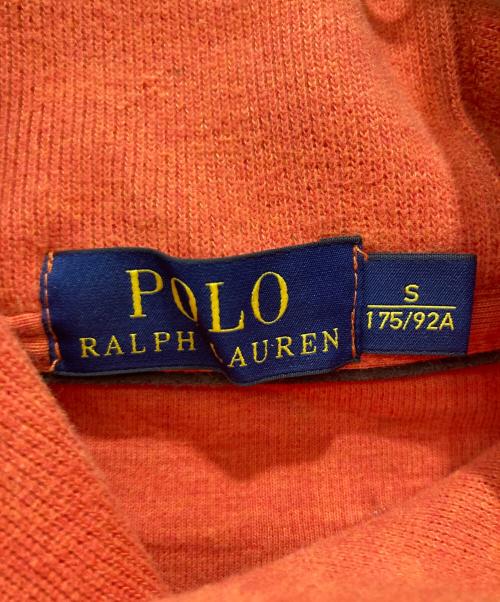 POLO
RALPH LAUREN
S
175/92A